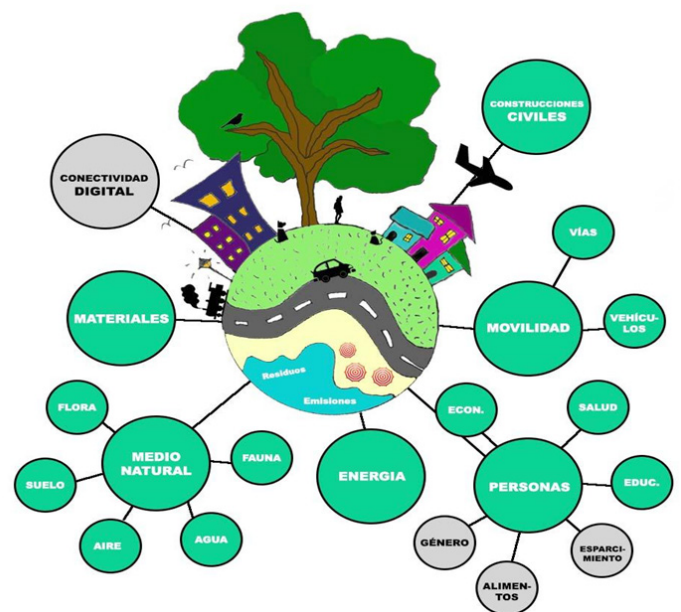 CONSTRUCCIONES
CIVILES
CONECTIVIDAD
DIGITAL
VÍAS
MATERIALES
MOVILIDAD
VEHÍCU-
LOS
Residuos
Emisiones
FLORA
ECON.
SALUD
MEDIO
NATURAL
FAUNA
ENERGIA
PERSONAS
EDUC.
SUELO
AIRE
AGUA
GÉNERO
ESPARCI-
MIENTO
ALIMEN-
TOS